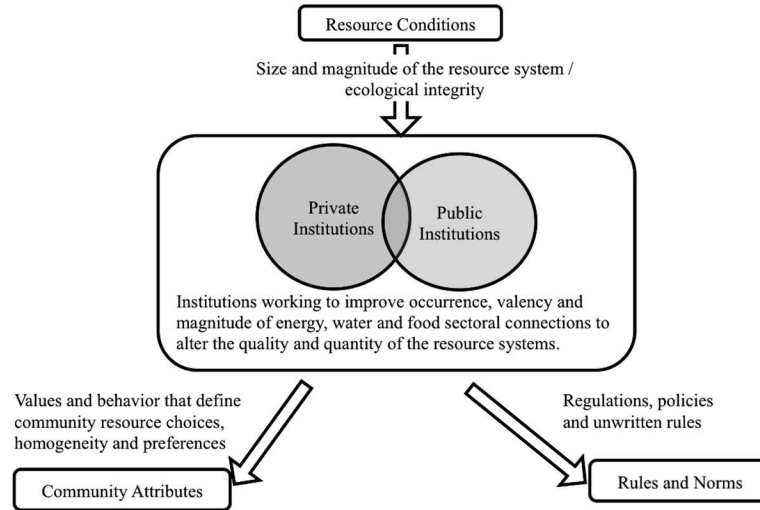 Resource Conditions
Size and magnitude of the resource system /
ecological integrity
Private
Institutions
Public
Institutions
Institutions working to improve occurrence, valency and
magnitude of energy, water and food sectoral connections to
alter the quality and quantity of the resource systems.
Values and behavior that define
community resource choices,
homogeneity and preferences
Regulations, policies
and unwritten rules
Community Attributes
Rules and Norms